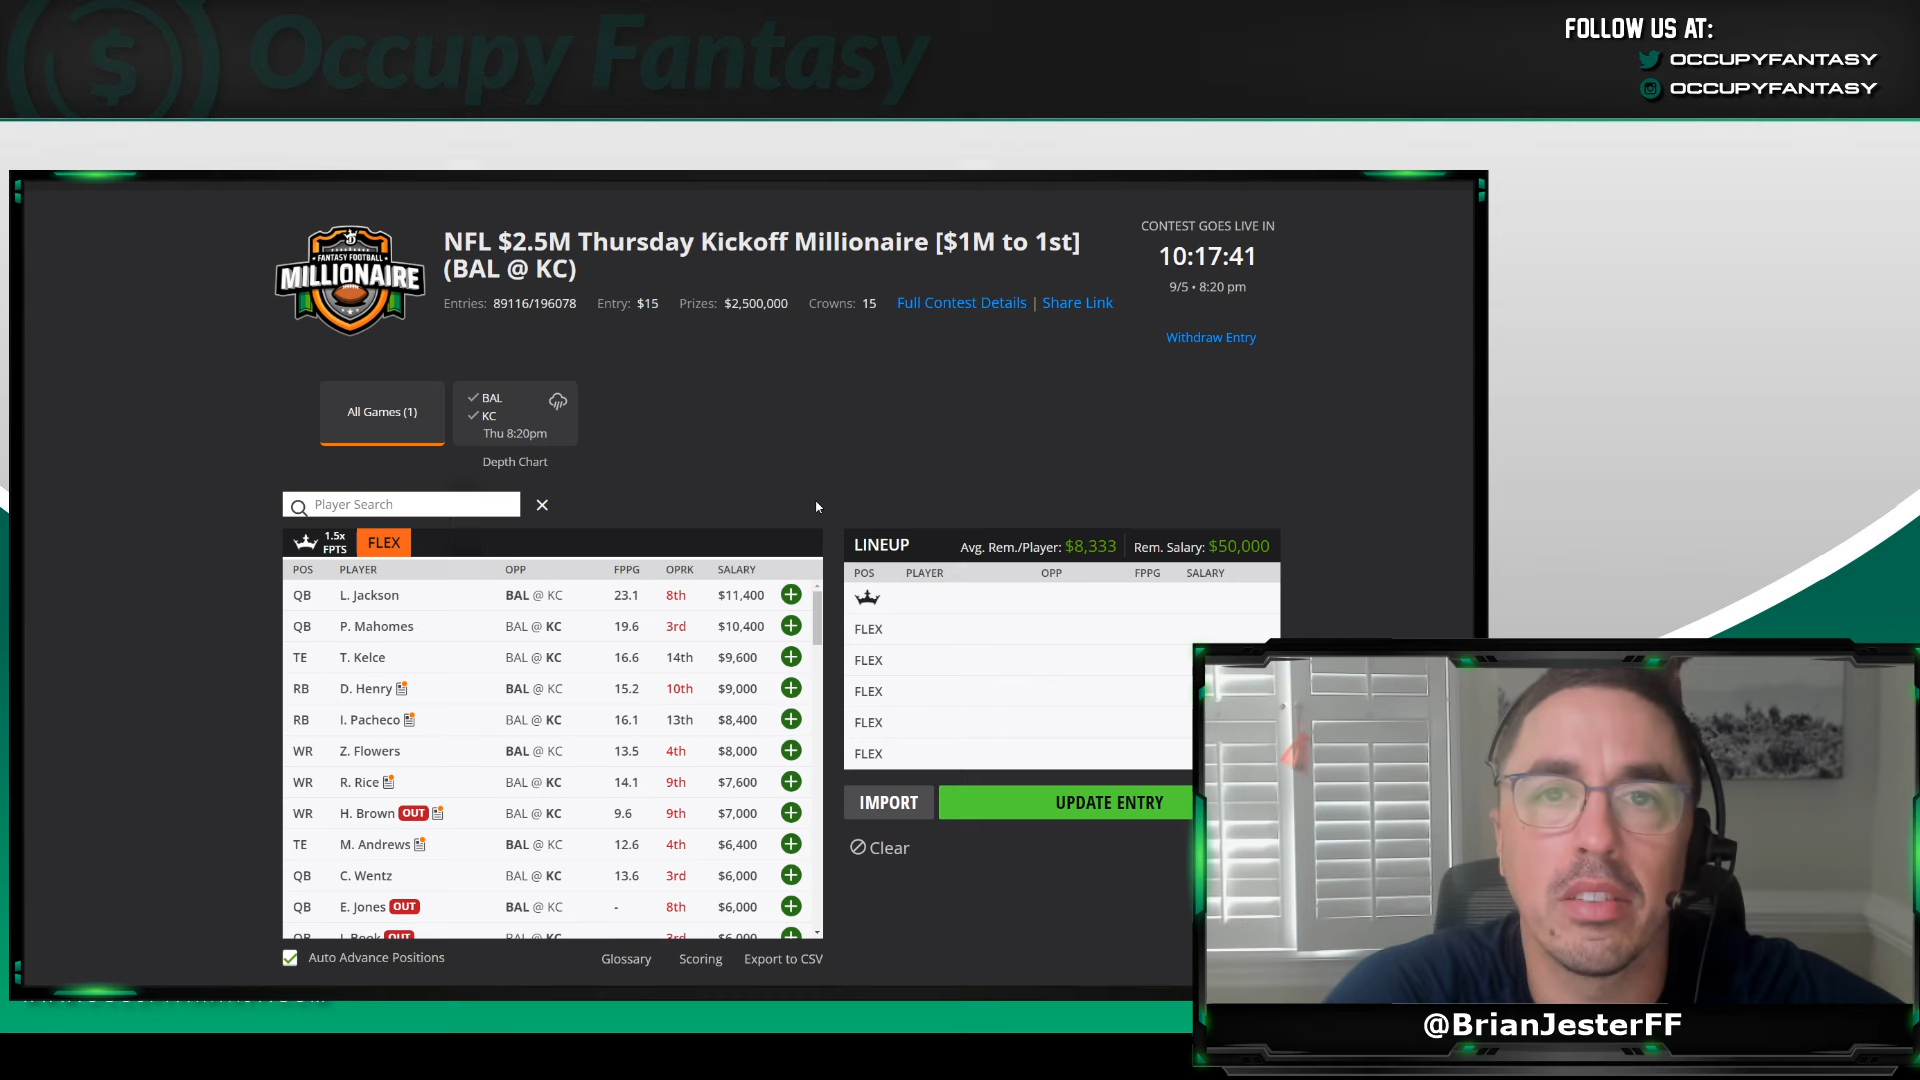 Occupy Fantasy
FOLLOW US AT:
OCCUPYFANTASY
OCCUPYFANTASY
FANTASY FOOTBALL
MILLIONAIRE
NFL $2.5M Thursday Kickoff Millionaire [$1M to 1st]
(BAL @ KC)
Entries: 89116/196078 Entry: $15 Prizes: $2,500,000 Crowns: 15 Full Contest Details | Share Link
CONTEST GOES LIVE IN
10:17:41
9/5 • 8:20 pm
Withdraw Entry
All Games (1)
BAL
KC
Thu 8:20pm
Depth Chart
Player Search
1.5x
FPTS
FLEX
POS PLAYER OPP FPPG OPRK SALARY
QB L. Jackson BAL @ KC 23.1 8th $11,400
QB P. Mahomes BAL @ KC 19.6 3rd $10,400
TE T. Kelce BAL @ KC 16.6 14th $9,600
RB D. Henry BAL @ KC 15.2 10th $9,000
RB I. Pacheco BAL @ KC 16.1 13th $8,400
WR Z. Flowers BAL @ KC 13.5 4th $8,000
WR R. Rice BAL @ KC 14.1 9th $7,600
WR H. Brown OUT BAL @ KC 9.6 9th $7,000
TE M. Andrews BAL @ KC 12.6 4th $6,400
QB C. Wentz BAL @ KC 13.6 3rd $6,000
QB E. Jones OUT BAL @ KC - 8th $6,000
QB I. Book OUT BAL @ KC 3rd $6,000
Auto Advance Positions
Glossary Scoring Export to CSV
LINEUP Avg. Rem./Player: $8,333 Rem. Salary: $50,000
POS PLAYER OPP FPPG SALARY
FLEX
FLEX
FLEX
FLEX
FLEX
IMPORT UPDATE ENTRY
Clear
@BrianJesterFF